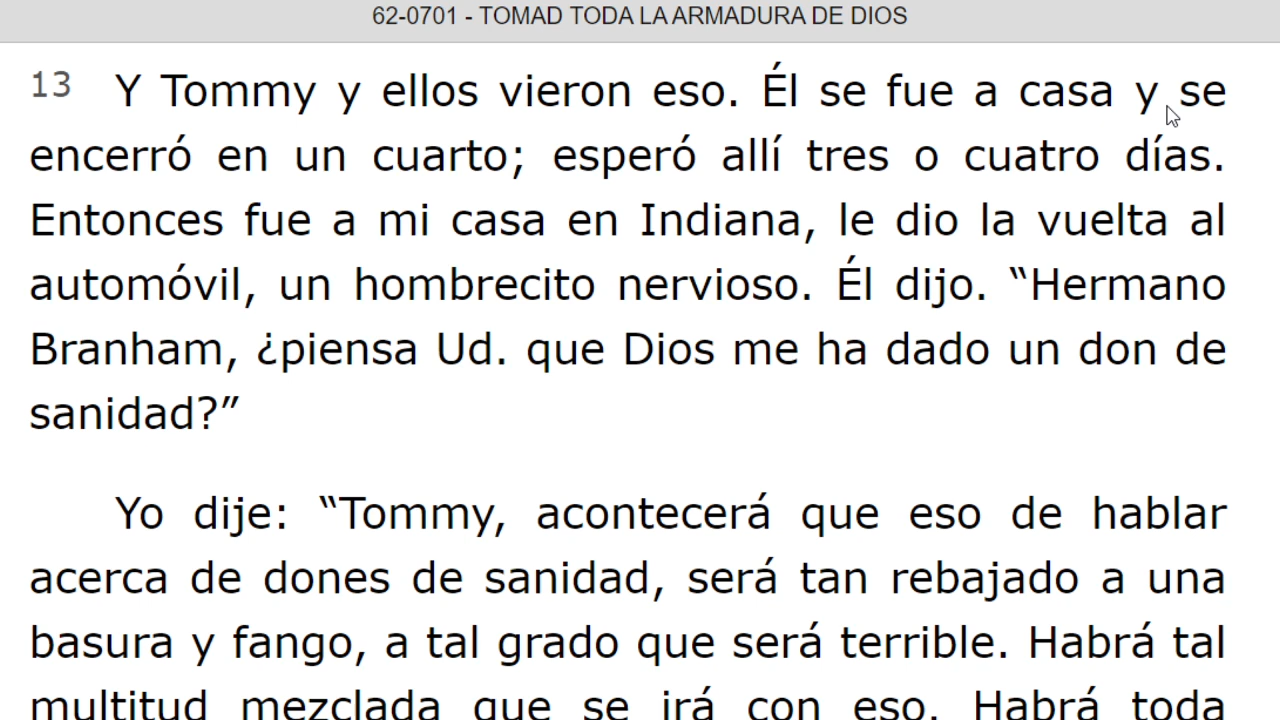 62-0701 - TOMAD TODA LA ARMADURA DE DIOS
13 Y Tommy y ellos vieron eso. Él se fue a casa y se
encerró en un cuarto; esperó allí tres o cuatro días.
Entonces fue a mi casa en Indiana, le dio la vuelta al
automóvil, un hombrecito nervioso. Él dijo. “Hermano
Branham, ¿piensa Ud. que Dios me ha dado un don de
sanidad?”
Yo dije: “Tommy, acontecerá que eso de hablar
acerca de dones de sanidad, será tan rebajado a una
basura y fango, a tal grado que será terrible. Habrá tal
multitud mezclada que se irá con eso. Habrá toda